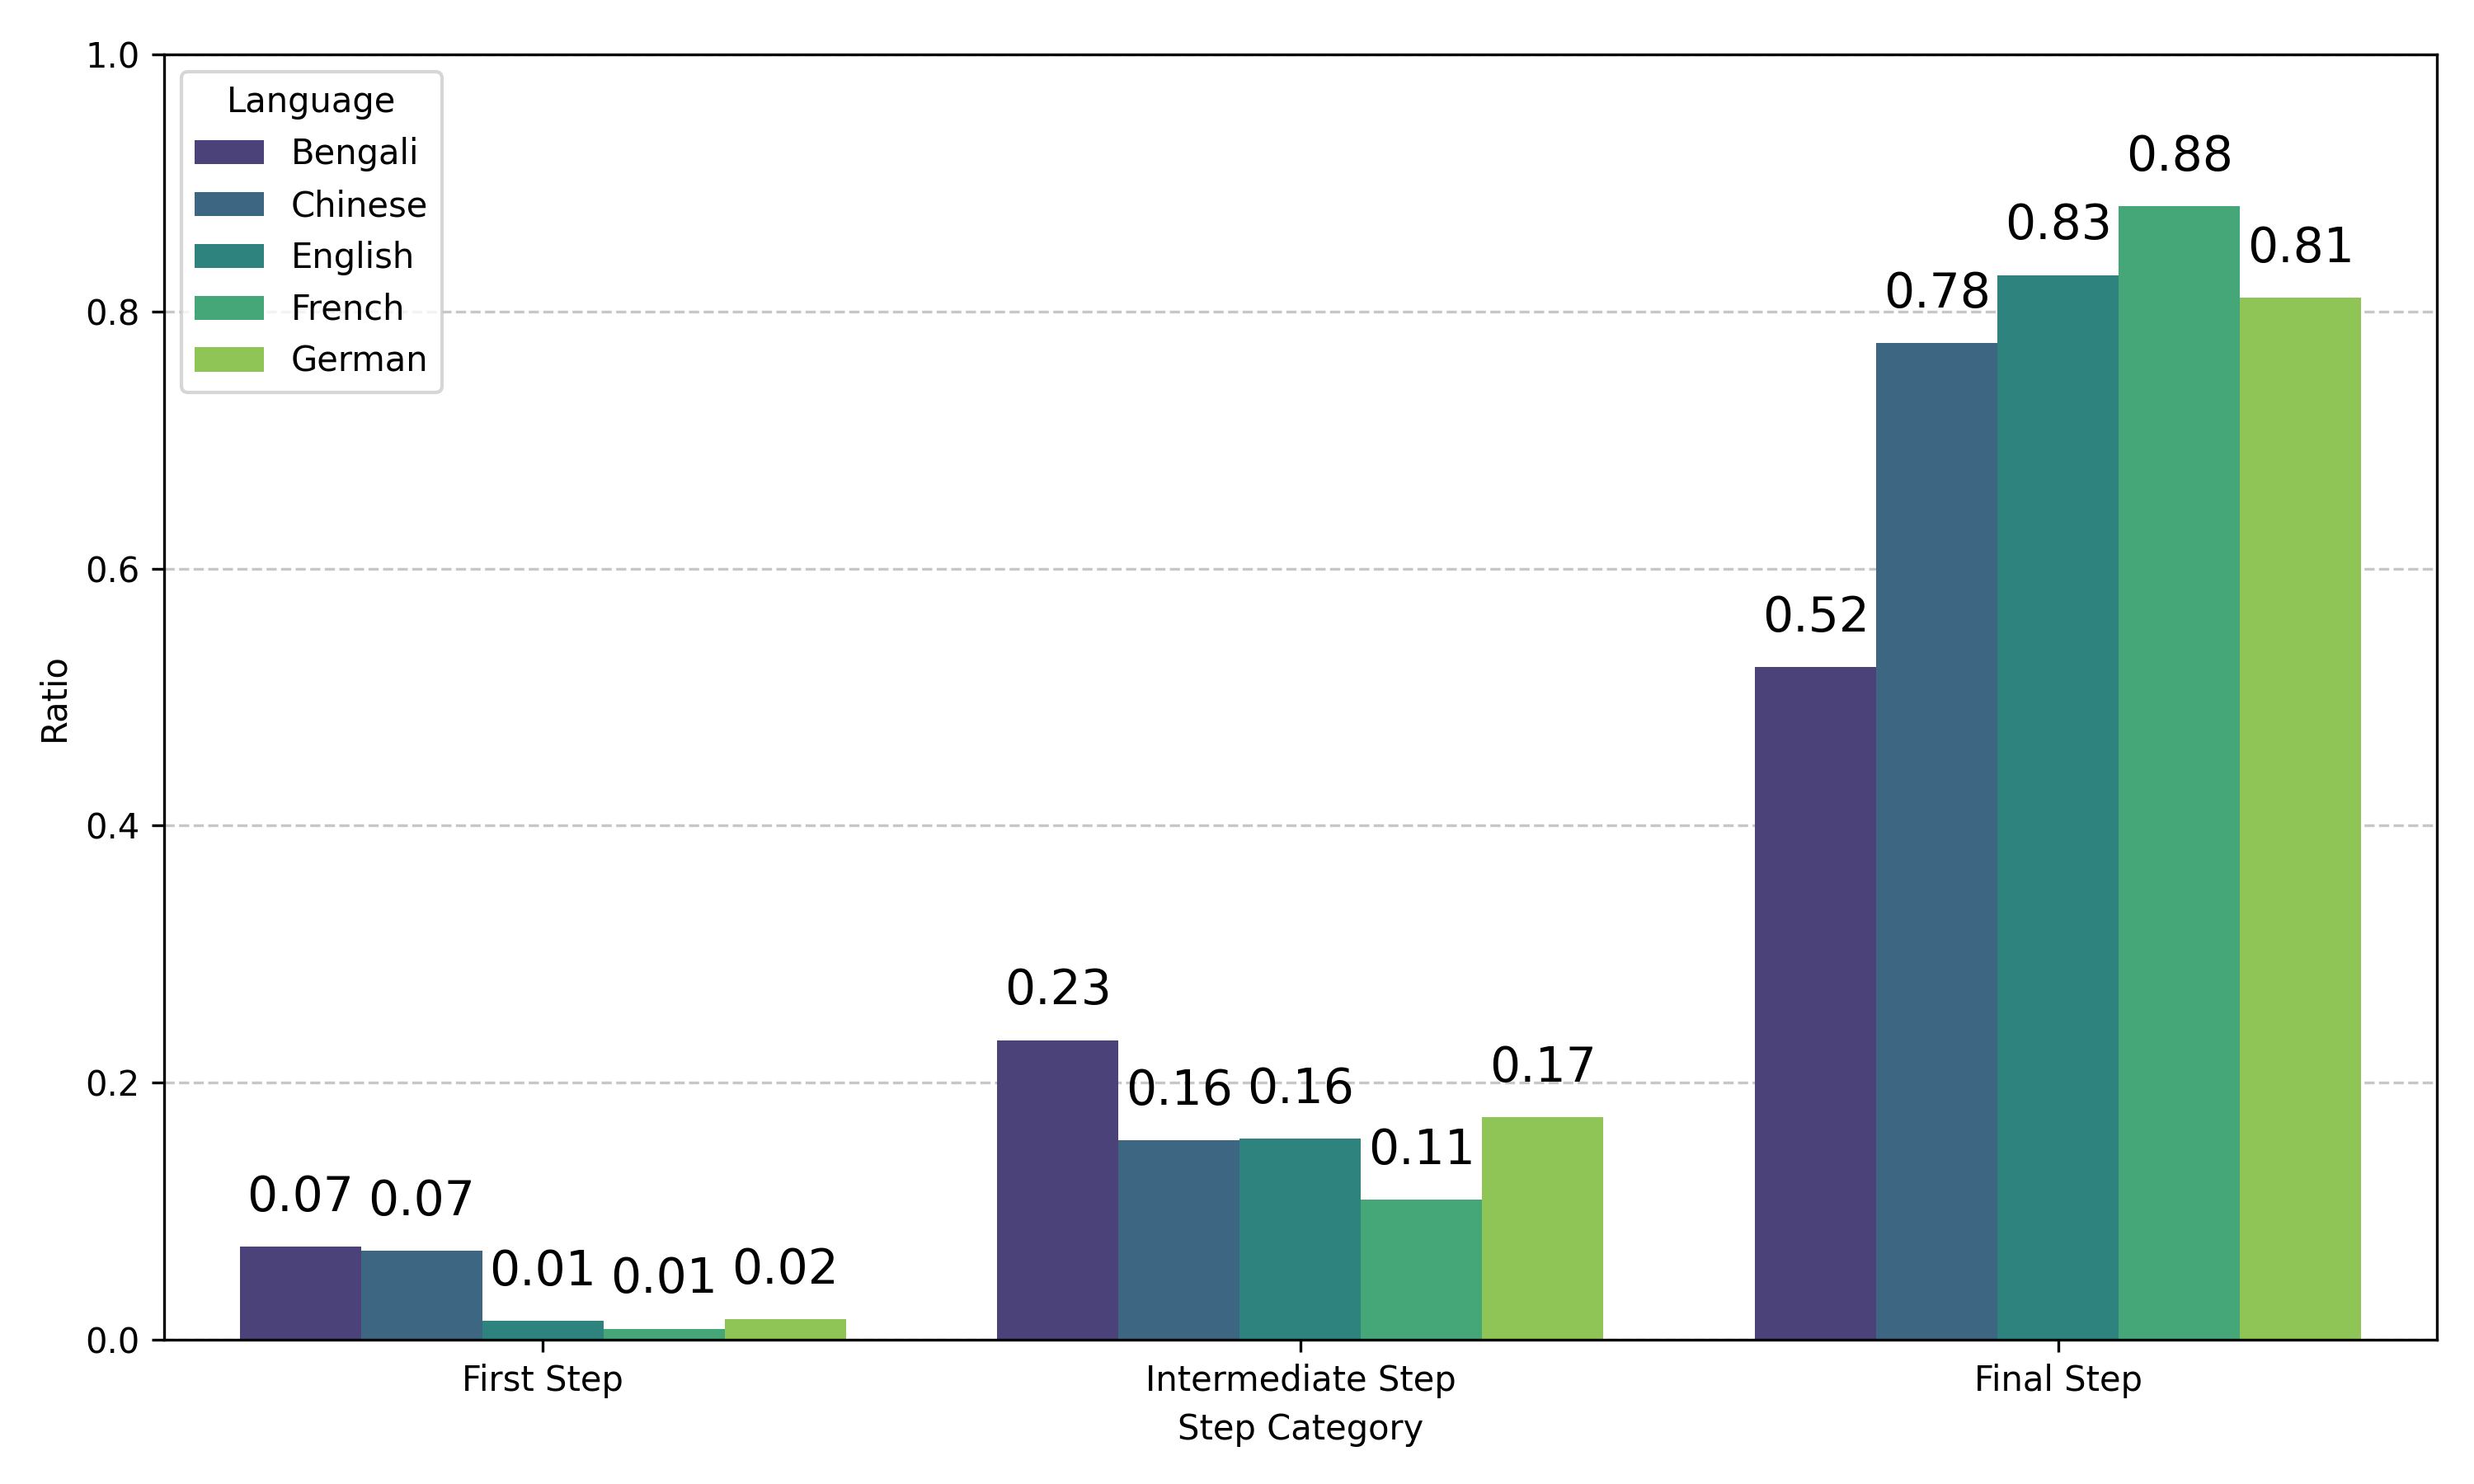 1.0
0.8
0.6
0.4
0.2
0.0
Ratio
Language
Bengali
Chinese
English
French
German
0.07
0.07
0.01
0.01
0.02
0.23
0.16
0.16
0.11
0.17
0.52
0.78
0.83
0.88
0.81
First Step
Intermediate Step
Final Step
Step Category